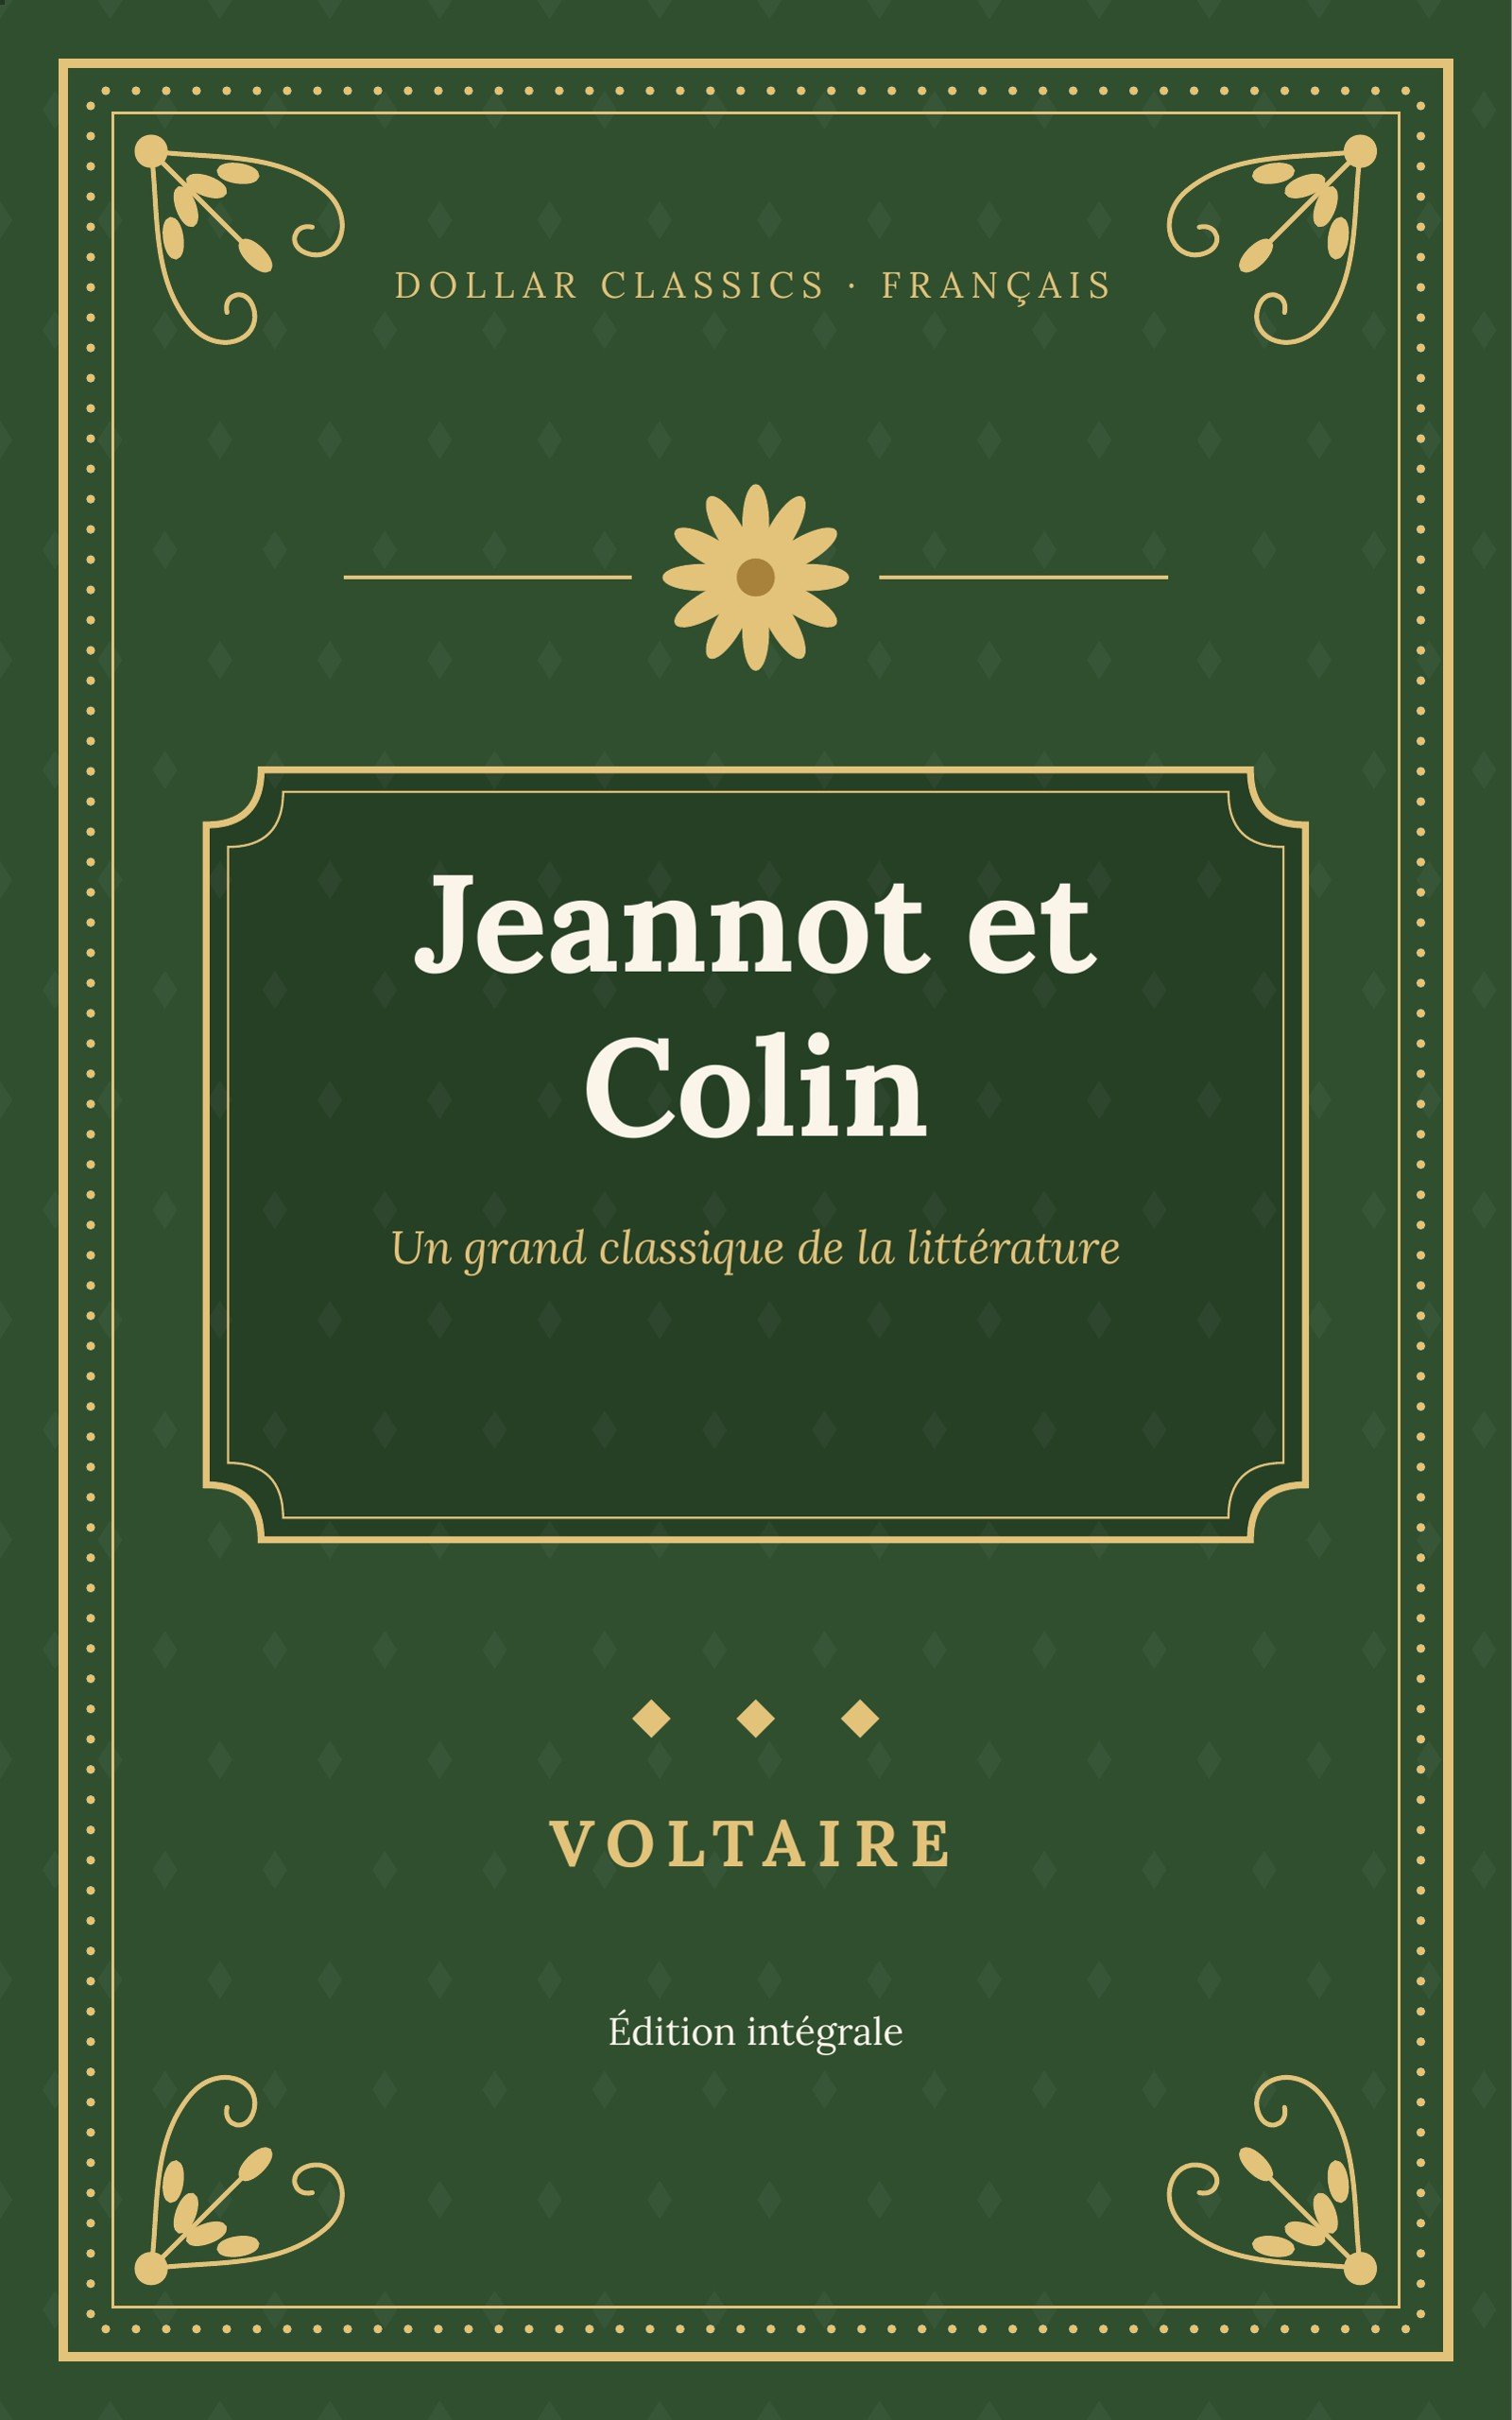 DOLLAR CLASSICS · FRANÇAIS
Jeannot et
Colin
Un grand classique de la littérature
VOLTAIRE
Édition intégrale